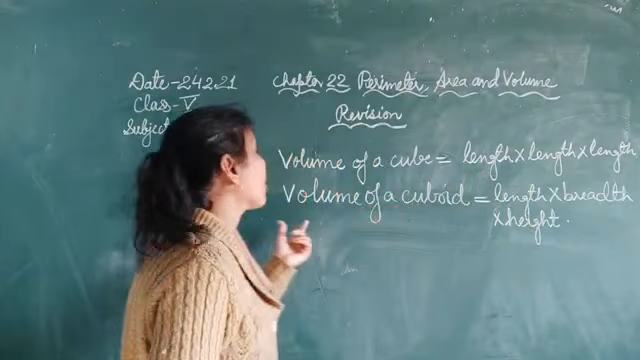 Date - 24.2.21
Chapter 22 Perimeter, Area and Volume
Class - V
Revision
Subject
Volume of a cube = length X length X length
Volume of a cuboid = length X breadth
X height.